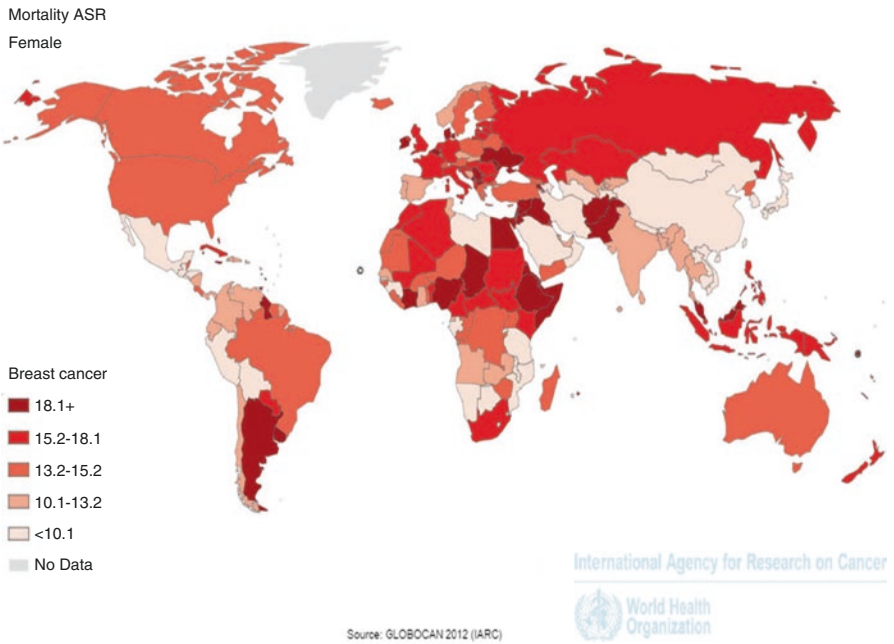 Mortality ASR
Female
Breast cancer
18.1+
15.2-18.1
13.2-15.2
10.1-13.2
<10.1
No Data
International Agency for Research on Cancer
World Health
Organization
Source: GLOBOCAN 2012 (IARC)